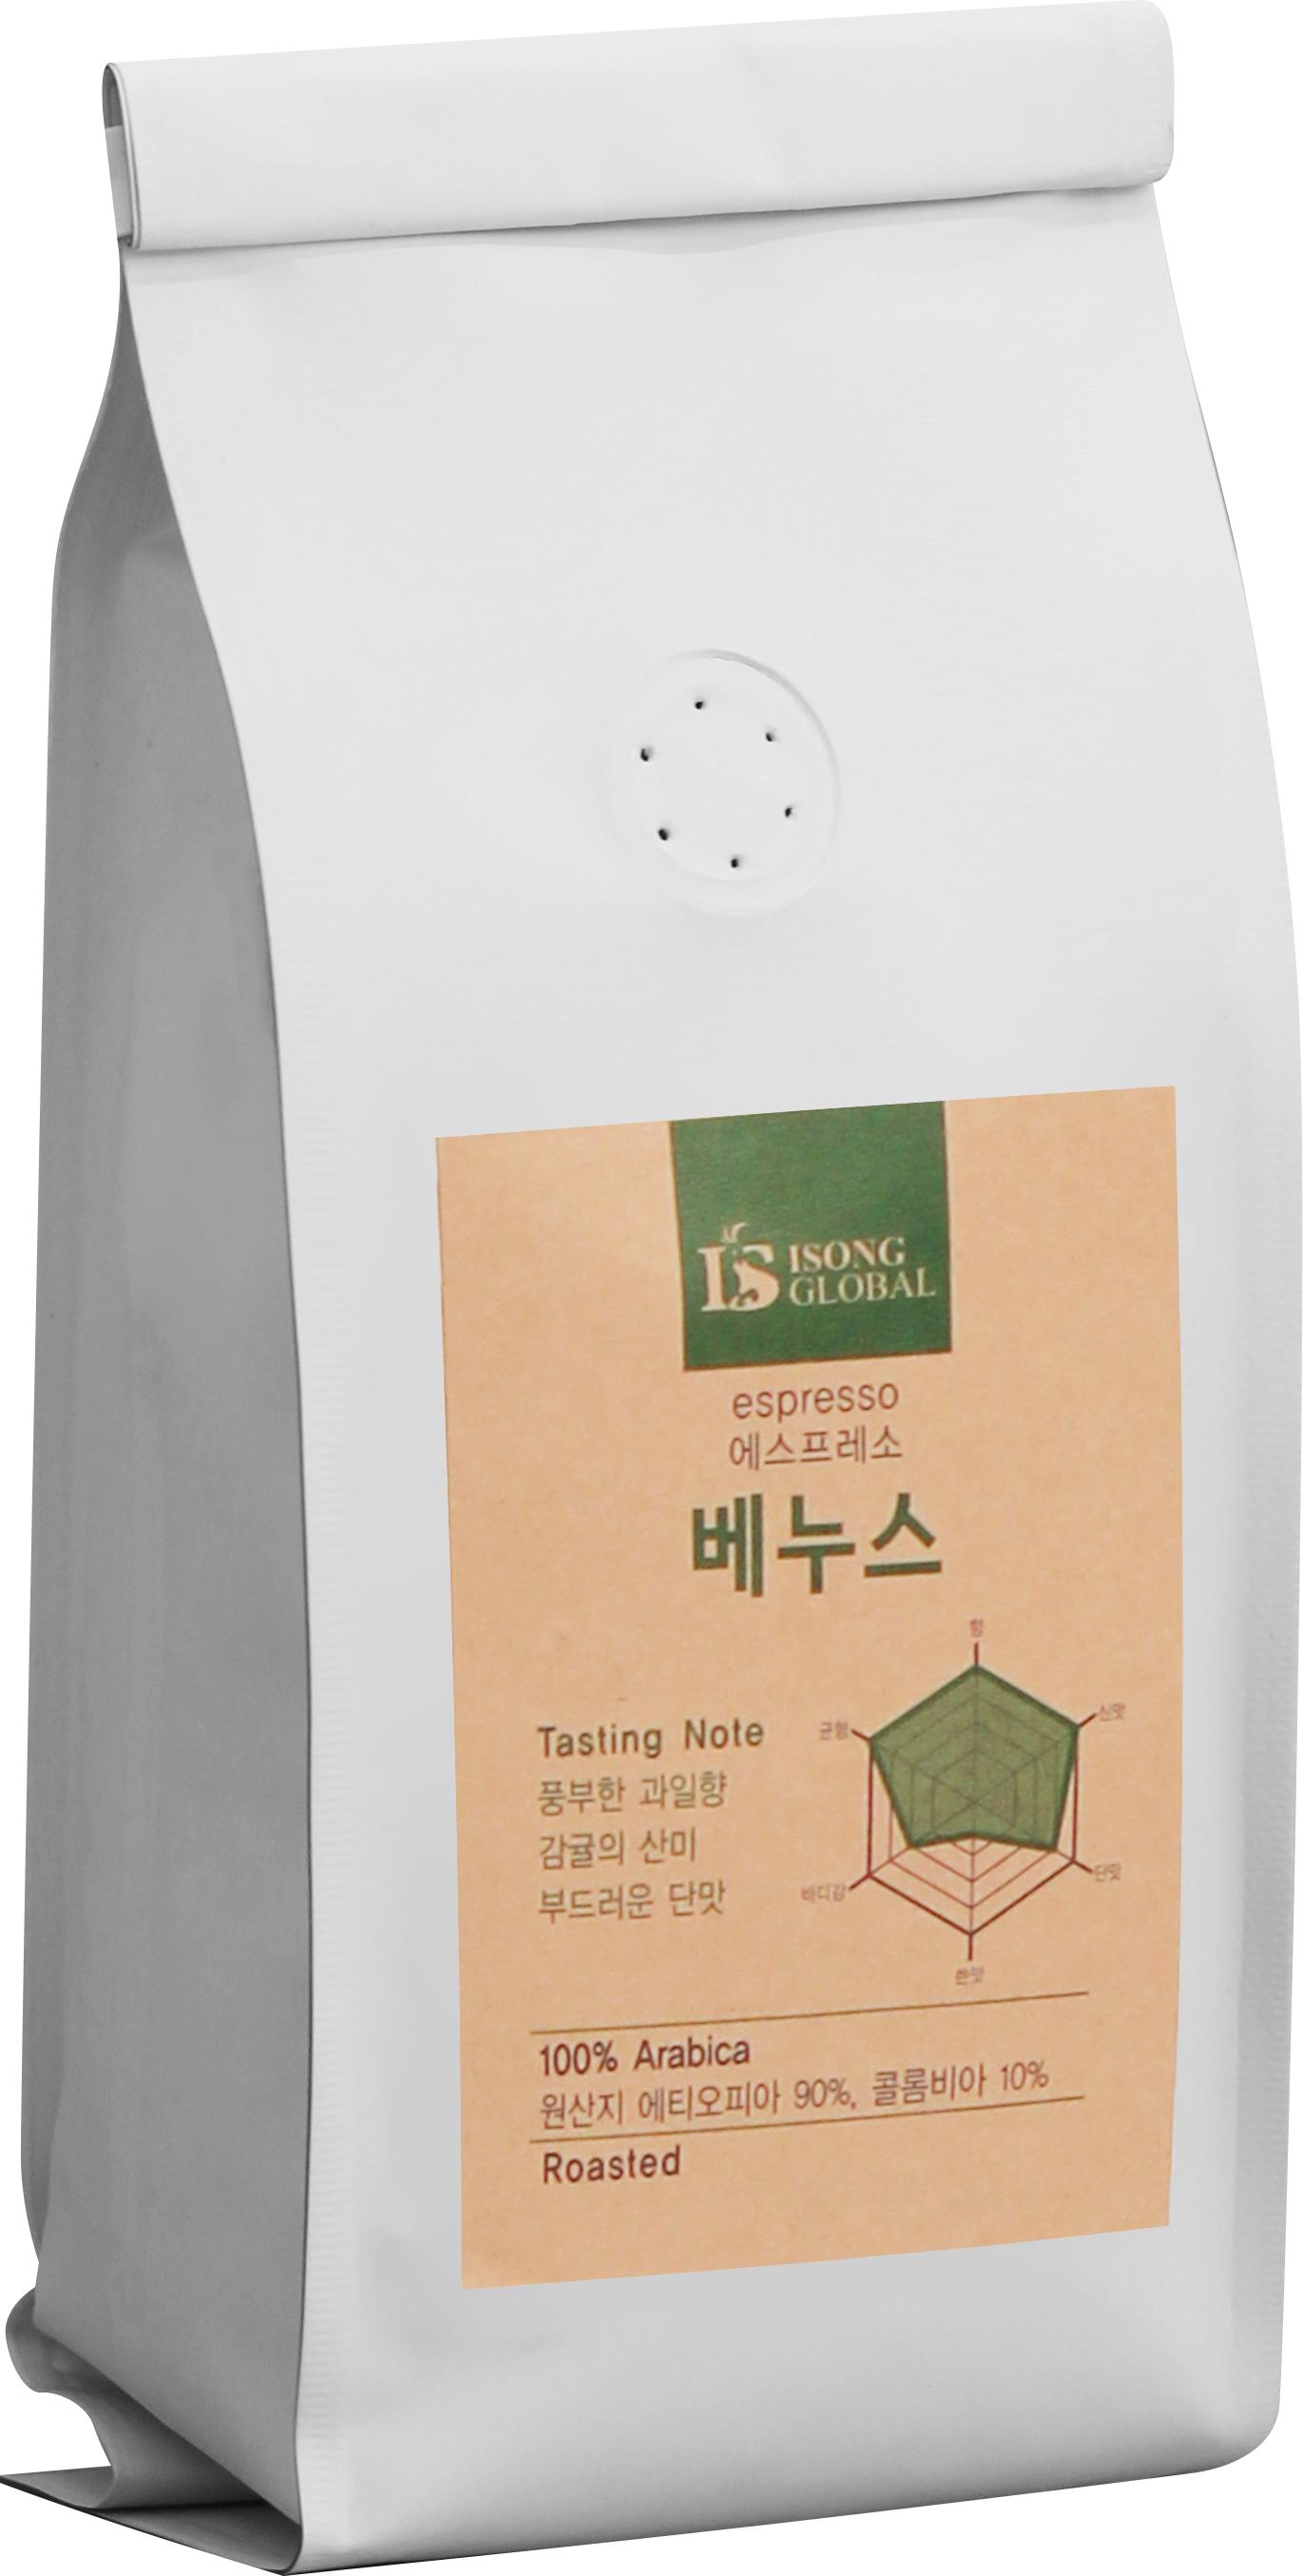 IS ISONG
GLOBAL
espresso
에스프레소
베누스
향
균형
신맛
Tasting Note
풍부한 과일향
감귤의 산미
부드러운 단맛
바디감
단맛
쓴맛
100% Arabica
원산지 에티오피아 90%, 콜롬비아 10%
Roasted